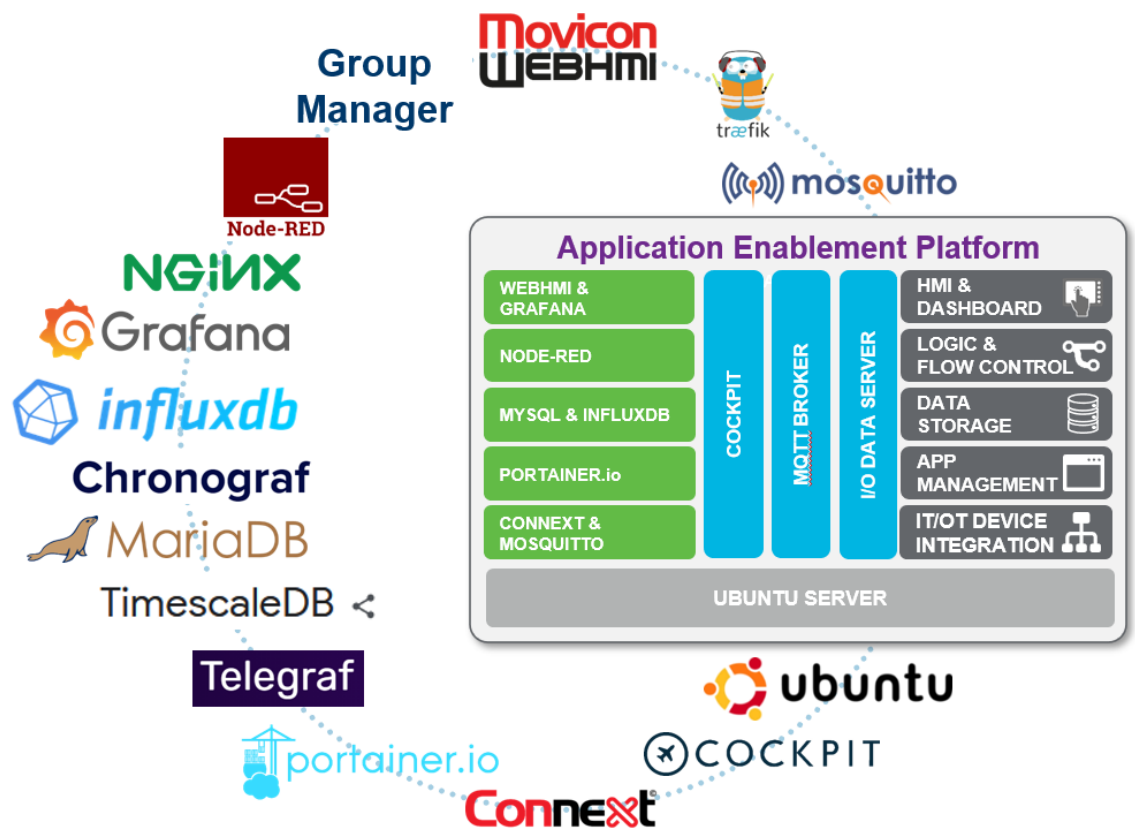 Movicon
WEBHMI
Group
Manager
træfik
mosquitto
Node-RED
NGINX
Grafana
influxdb
Chronograf
MariaDB
TimescaleDB
Telegraf
portainer.io
Connext
©
COCKPIT
ubuntu
Application Enablement Platform
WEBHMI &
GRAFANA
NODE-RED
MYSQL & INFLUXDB
PORTAINER.io
CONNEXT &
MOSQUITTO
COCKPIT
MQTT BROKER
I/O DATA SERVER
HMI &
DASHBOARD
LOGIC &
FLOW CONTROL
DATA
STORAGE
APP
MANAGEMENT
IT/OT DEVICE
INTEGRATION
UBUNTU SERVER